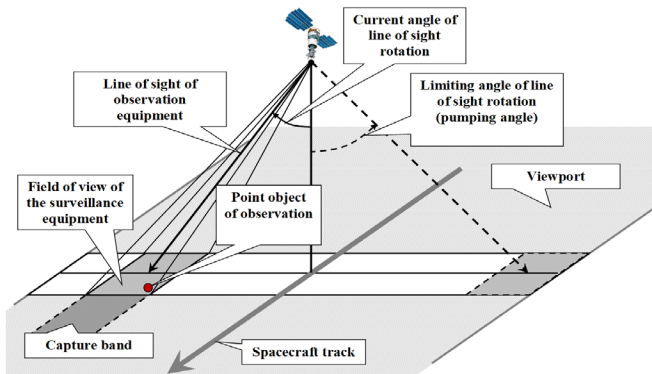 Current angle of
line of sight
rotation
Line of sight of
observation
equipment
Limiting angle of line
of sight rotation
(pumping angle)
Field of view of
the surveillance
equipment
Point object
of observation
Viewport
Capture band
Spacecraft track